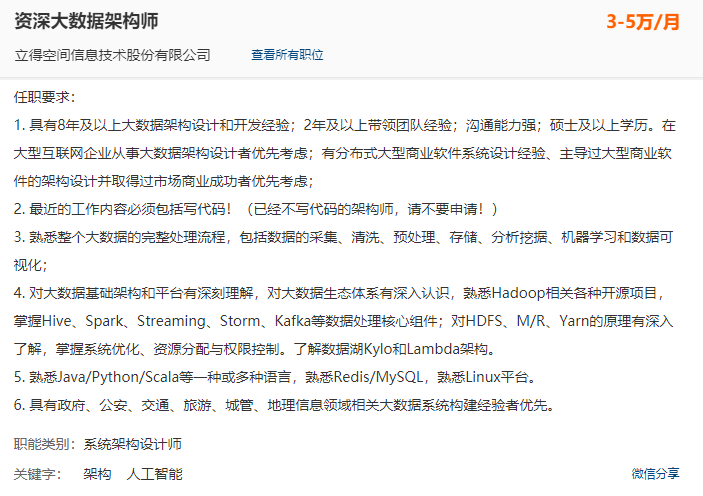 资深大数据架构师
3-5万/月
立得空间信息技术股份有限公司 查看所有职位
任职要求：
1. 具有8年及以上大数据架构设计和开发经验；2年及以上带领团队经验；沟通能力强；硕士及以上学历。在
大型互联网企业从事大数据架构设计者优先考虑；有分布式大型商业软件系统设计经验、主导过大型商业软
件的架构设计并取得过市场商业成功者优先考虑；
2. 最近的工作内容必须包括写代码！（已经不写代码的架构师，请不要申请！）
3. 熟悉整个大数据的完整处理流程，包括数据的采集、清洗、预处理、存储、分析挖掘、机器学习和数据可
视化；
4. 对大数据基础架构和平台有深刻理解，对大数据生态体系有深入认识，熟悉Hadoop相关各种开源项目，
掌握Hive、Spark、Streaming、Storm、Kafka等数据处理核心组件；对HDFS、M/R、Yarn的原理有深入
了解，掌握系统优化、资源分配与权限控制。了解数据湖Kylo和Lambda架构。
5. 熟悉Java/Python/Scala等一种或多种语言，熟悉Redis/MySQL，熟悉Linux平台。
6. 具有政府、公安、交通、旅游、城管、地理信息领域相关大数据系统构建经验者优先。
职能类别：系统架构设计师
关键字： 架构 人工智能
微信分享